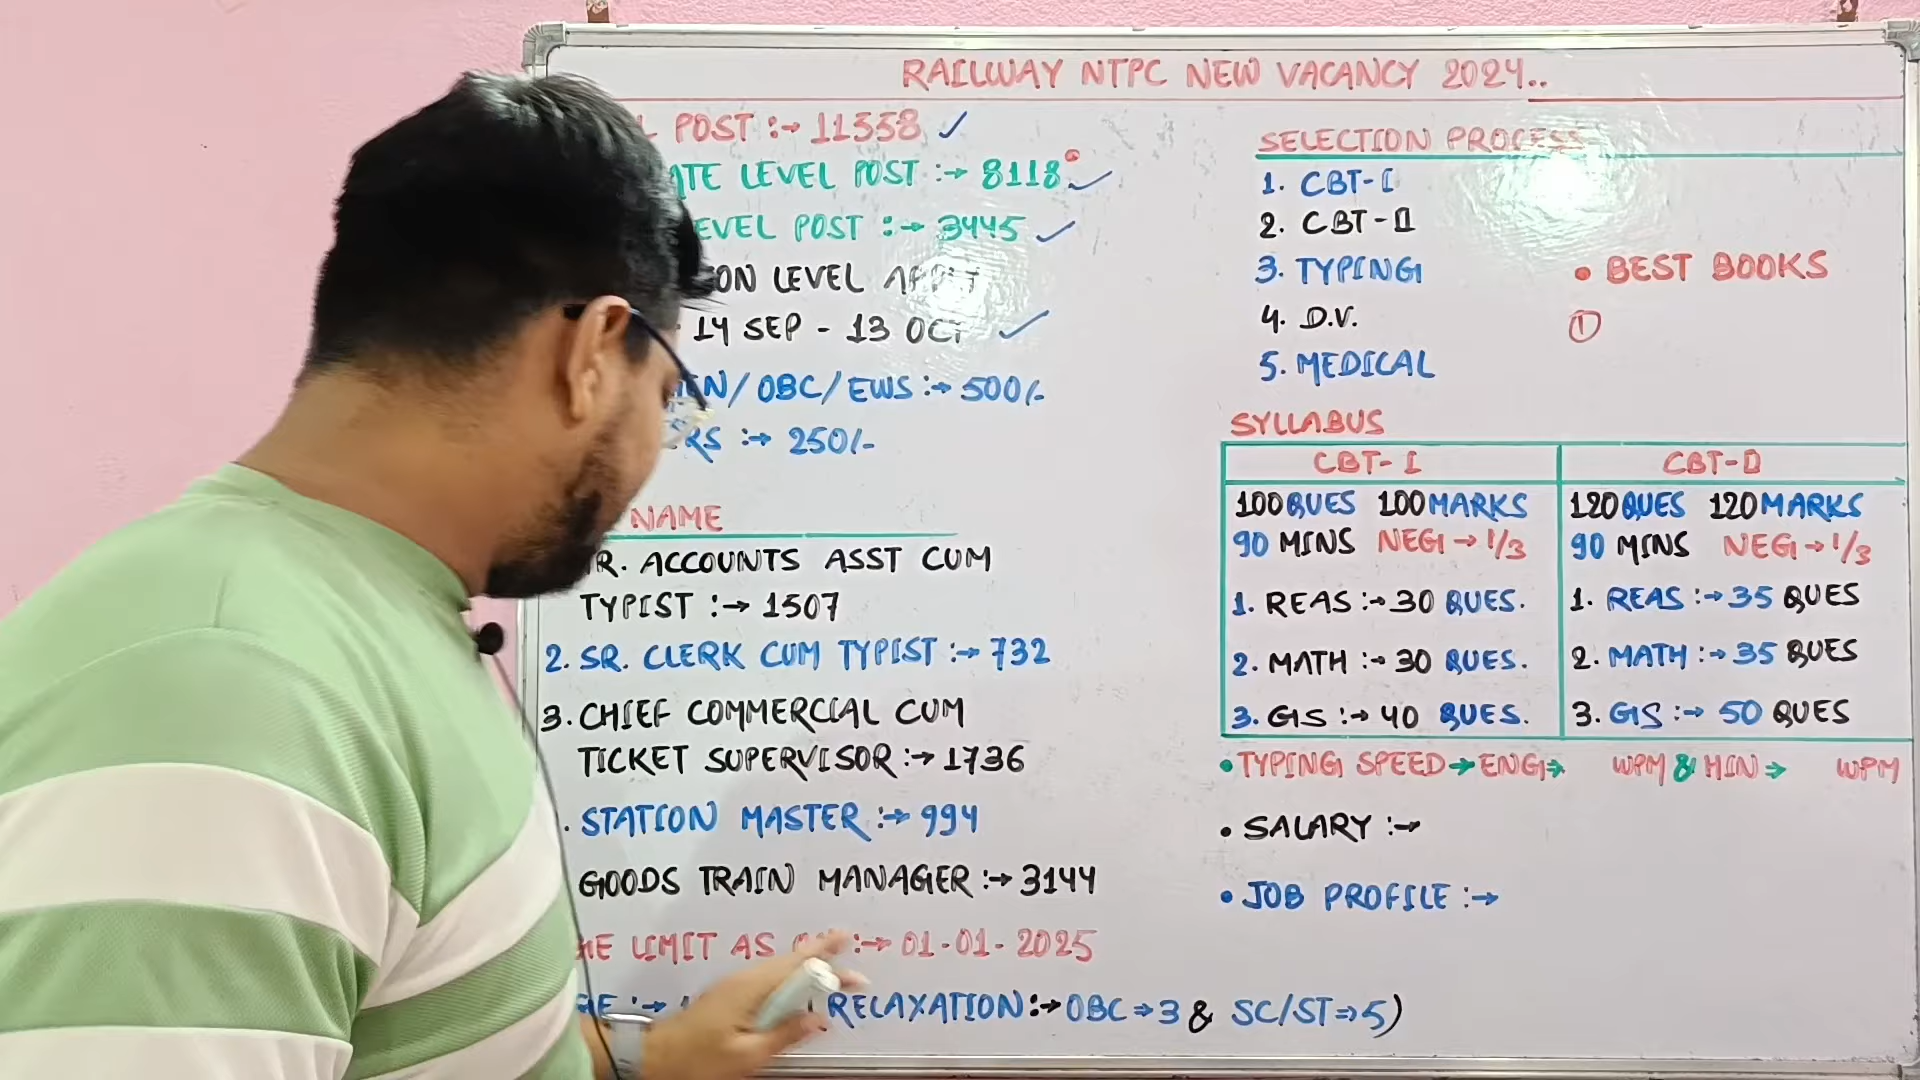 RAILWAY NTPC NEW VACANCY 2024..
POST :→ 11558 ✓
LEVEL POST :→ 8118 ✓
LEVEL POST :→ 3445 ✓
LEVEL
14 SEP - 13 OCT ✓
/ OBC / EWS :→ 500/-
:→ 250/-
NAME
ACCOUNTS ASST CUM
TYPIST :→ 1507
2. SR. CLERK CUM TYPIST :→ 732
3. CHIEF COMMERCIAL CUM
TICKET SUPERVISOR :→ 1736
STATION MASTER :→ 994
GOODS TRAIN MANAGER :→ 3144
LIMIT AS :→ 01-01-2025
(RELAXATION :→ OBC ⇒ 3 & SC/ST ⇒ 5)
SELECTION PROCESS
1. CBT-I
2. CBT-II
3. TYPING
4. D.V.
5. MEDICAL
• BEST BOOKS
①
SYLLABUS
CBT-I
100 QUES 100 MARKS
90 MINS NEG → 1/3
1. REAS :→ 30 QUES.
2. MATH :→ 30 QUES.
3. GS :→ 40 QUES.
CBT-II
120 QUES 120 MARKS
90 MINS NEG → 1/3
1. REAS :→ 35 QUES
2. MATH :→ 35 QUES
3. GS :→ 50 QUES
• TYPING SPEED → ENG → WPM & HIN → WPM
• SALARY :→
• JOB PROFILE :→